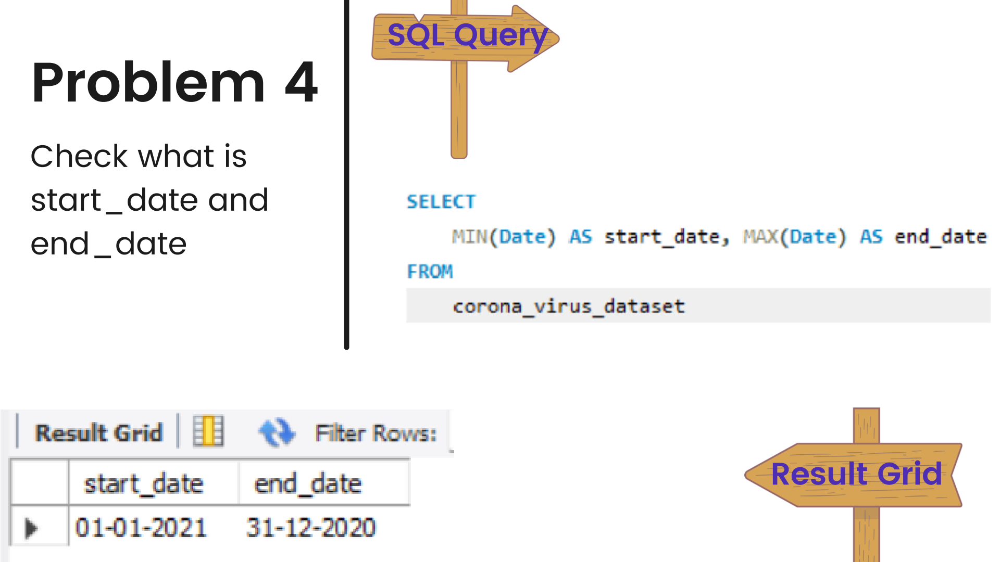 Problem 4
Check what is
start_date and
end_date
SQL Query
SELECT
MIN(Date) AS start_date, MAX(Date) AS end_date
FROM
corona_virus_dataset
Result Grid Filter Rows:
start_date end_date
01-01-2021 31-12-2020
Result Grid